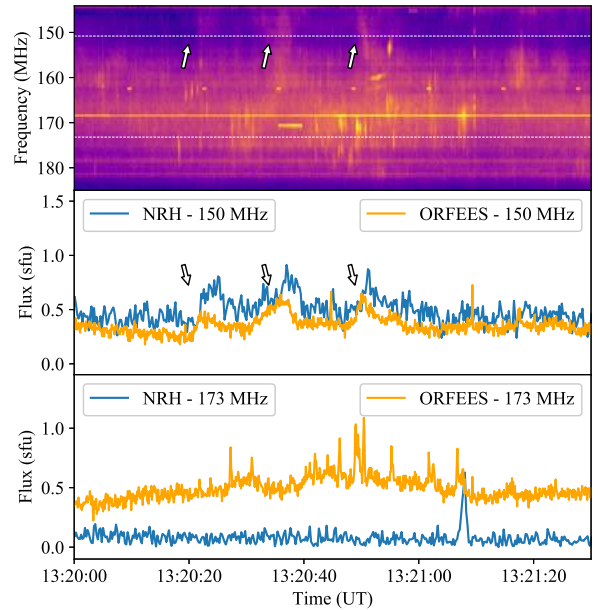 150
160
170
180
Frequency (MHz)
1.5
1.0
0.5
0.0
Flux (sfu)
NRH - 150 MHz
ORFEES - 150 MHz
1.0
0.5
0.0
Flux (sfu)
NRH - 173 MHz
ORFEES - 173 MHz
13:20:00
13:20:20
13:20:40
13:21:00
13:21:20
Time (UT)